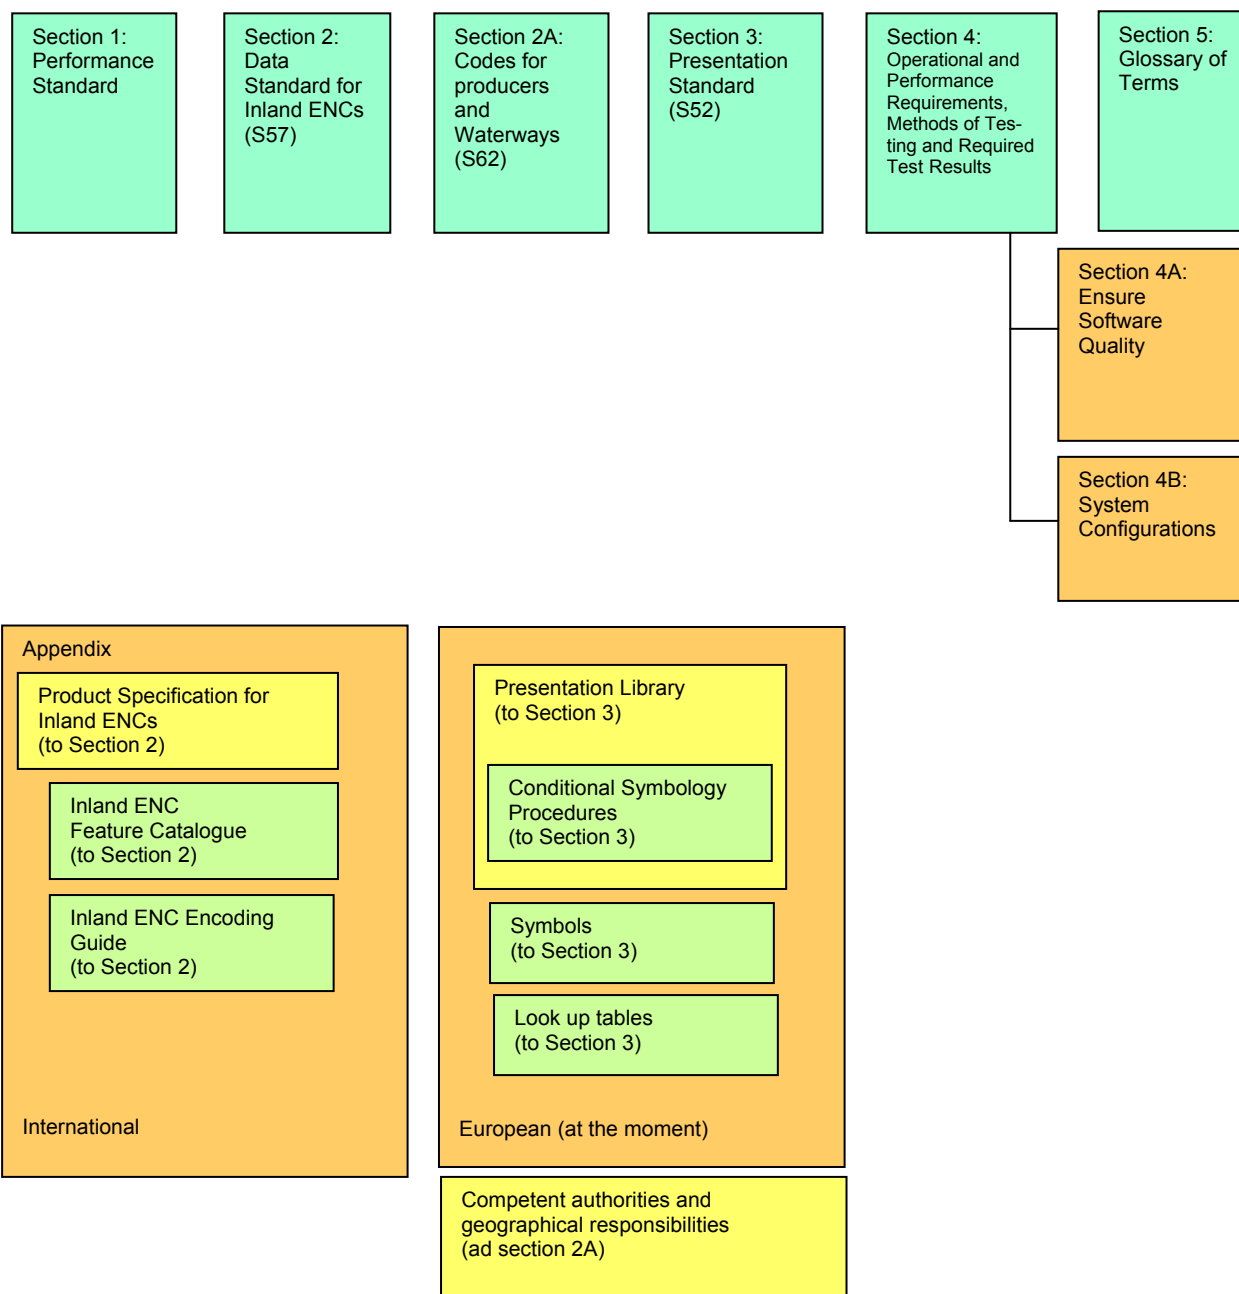 Section 1:
Performance
Standard
Section 2:
Data
Standard for
Inland ENCs
(S57)
Section 2A:
Codes for
producers
and
Waterways
(S62)
Section 3:
Presentation
Standard
(S52)
Section 4:
Operational and
Performance
Requirements,
Methods of Tes-
ting and Required
Test Results
Section 5:
Glossary of
Terms
Section 4A:
Ensure
Software
Quality
Section 4B:
System
Configurations
Appendix
Product Specification for
Inland ENCs
(to Section 2)
Inland ENC
Feature Catalogue
(to Section 2)
Inland ENC Encoding
Guide
(to Section 2)
International
Presentation Library
(to Section 3)
Conditional Symbology
Procedures
(to Section 3)
Symbols
(to Section 3)
Look up tables
(to Section 3)
European (at the moment)
Competent authorities and
geographical responsibilities
(ad section 2A)